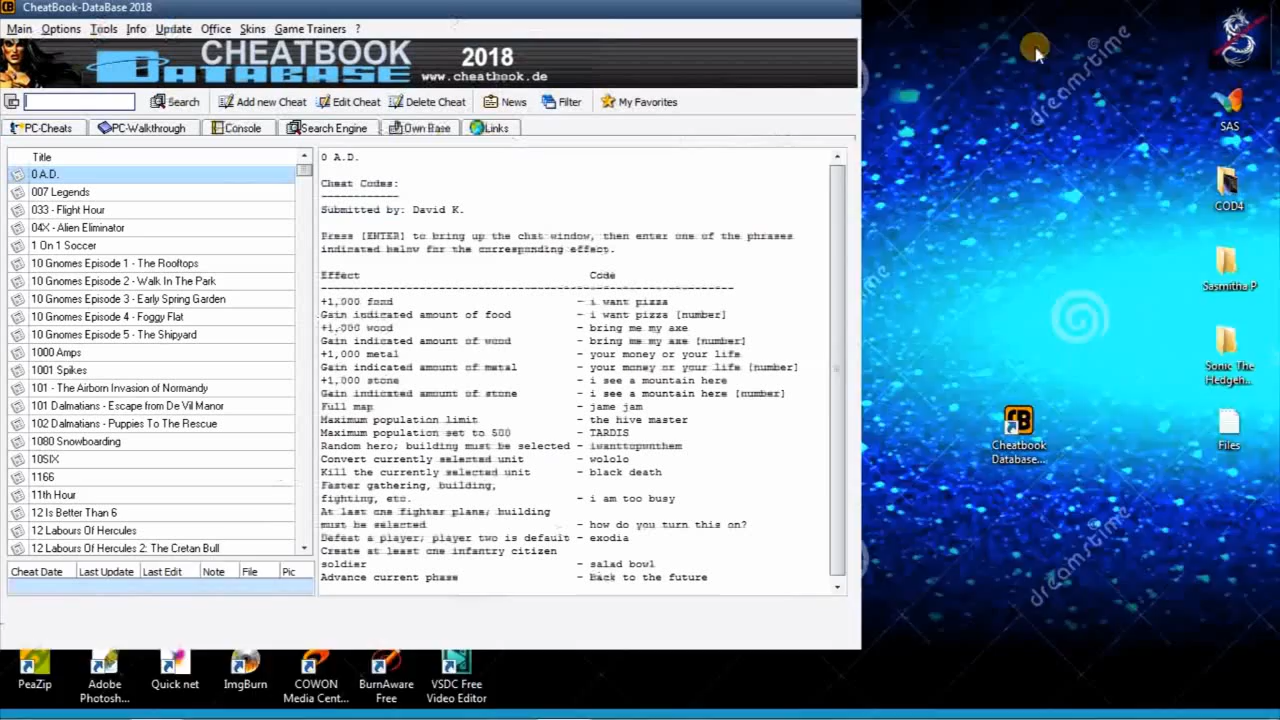 CheatBook-DataBase 2018
Main Options Tools Info Update Office Skins Game Trainers ?
CHEATBOOK
DATABASE
2018
www.cheatbook.de
Search Add new Cheat Edit Cheat Delete Cheat News Filter My Favorites
PC-Cheats PC-Walkthrough Console Search Engine Own Base Links
Title
0 A.D.
007 Legends
033 - Flight Hour
04X - Alien Eliminator
1 On 1 Soccer
10 Gnomes Episode 1 - The Rooftops
10 Gnomes Episode 2 - Walk In The Park
10 Gnomes Episode 3 - Early Spring Garden
10 Gnomes Episode 4 - Foggy Flat
10 Gnomes Episode 5 - The Shipyard
1000 Amps
1001 Spikes
101 - The Airborn Invasion of Normandy
101 Dalmatians - Escape from De Vil Manor
102 Dalmatians - Puppies To The Rescue
1080 Snowboarding
10SIX
1166
11th Hour
12 Is Better Than 6
12 Labours Of Hercules
12 Labours Of Hercules 2: The Cretan Bull
Cheat Date Last Update Last Edit Note File Pic
0 A.D.
Cheat Codes:
------------
Submitted by: David K.
Press [ENTER] to bring up the chat window, then enter one of the phrases
indicated below for the corresponding effect.
Effect Code
+1,000 food - i want pizza
Gain indicated amount of food - i want pizza [number]
+1,000 wood - bring me my axe
Gain indicated amount of wood - bring me my axe [number]
+1,000 metal - your money or your life
Gain indicated amount of metal - your money or your life [number]
+1,000 stone - i see a mountain here
Gain indicated amount of stone - i see a mountain here [number]
Full map - jame jam
Maximum population limit - the hive master
Maximum population set to 500 - TARDIS
Random hero; building must be selected - iwanttopwnthem
Convert currently selected unit - wololo
Kill the currently selected unit - black death
Faster gathering, building,
fighting, etc. - i am too busy
At last one fighter plane; building
must be selected - how do you turn this on?
Defeat a player; player two is default - exodia
Create at least one infantry citizen
soldier - salad bowl
Advance current phase - Back to the future
dreamstime
SAS
COD4
Sasmitha P
Sonic The
Hedgeh...
Files
Cheatbook
Database...
dreamstime
PeaZip
Adobe
Photosh...
Quick net
ImgBurn
COWON
Media Cent...
BurnAware
Free
VSDC Free
Video Editor